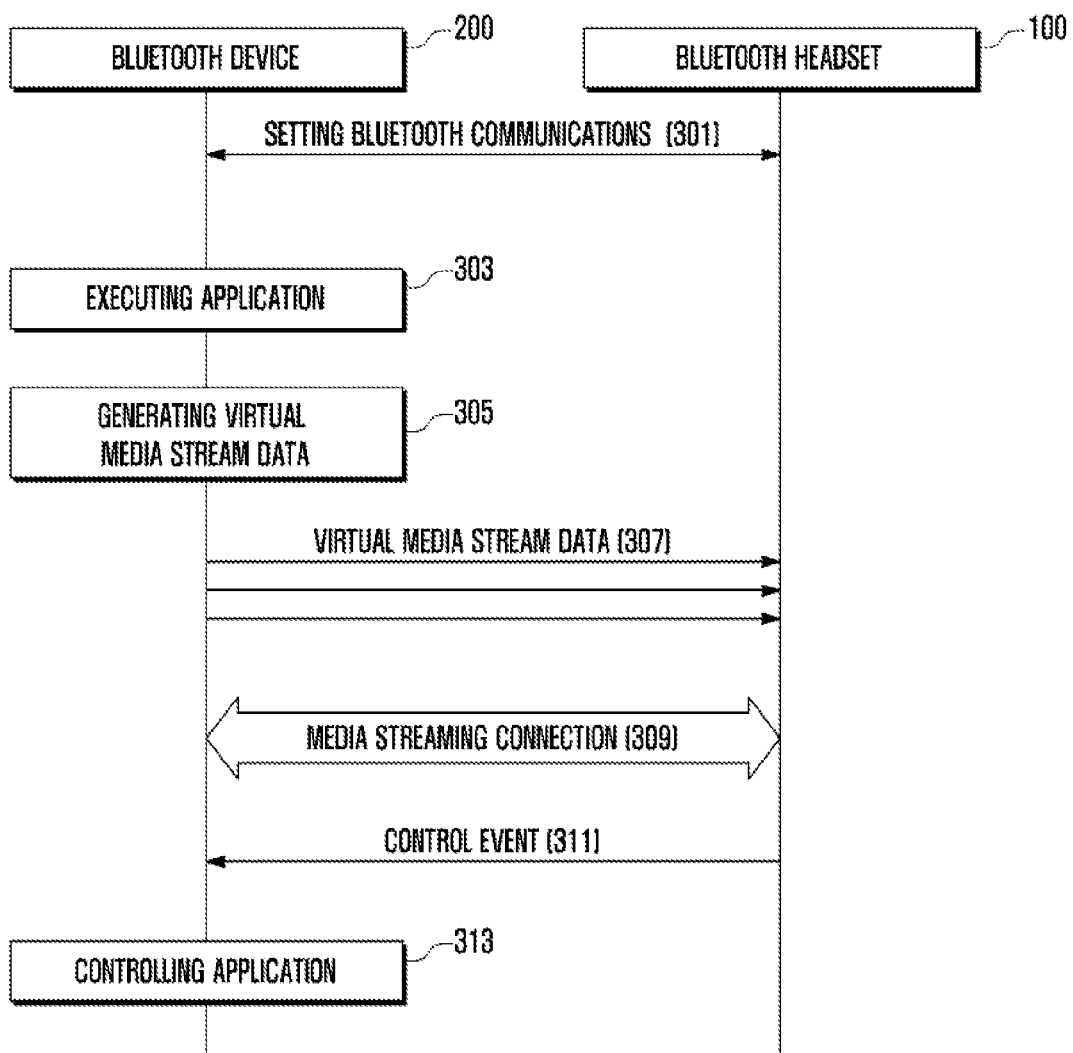 200
100
BLUETOOTH DEVICE
BLUETOOTH HEADSET
SETTING BLUETOOTH COMMUNICATIONS (301)
303
EXECUTING APPLICATION
305
GENERATING VIRTUAL
MEDIA STREAM DATA
VIRTUAL MEDIA STREAM DATA (307)
MEDIA STREAMING CONNECTION (309)
CONTROL EVENT (311)
313
CONTROLLING APPLICATION